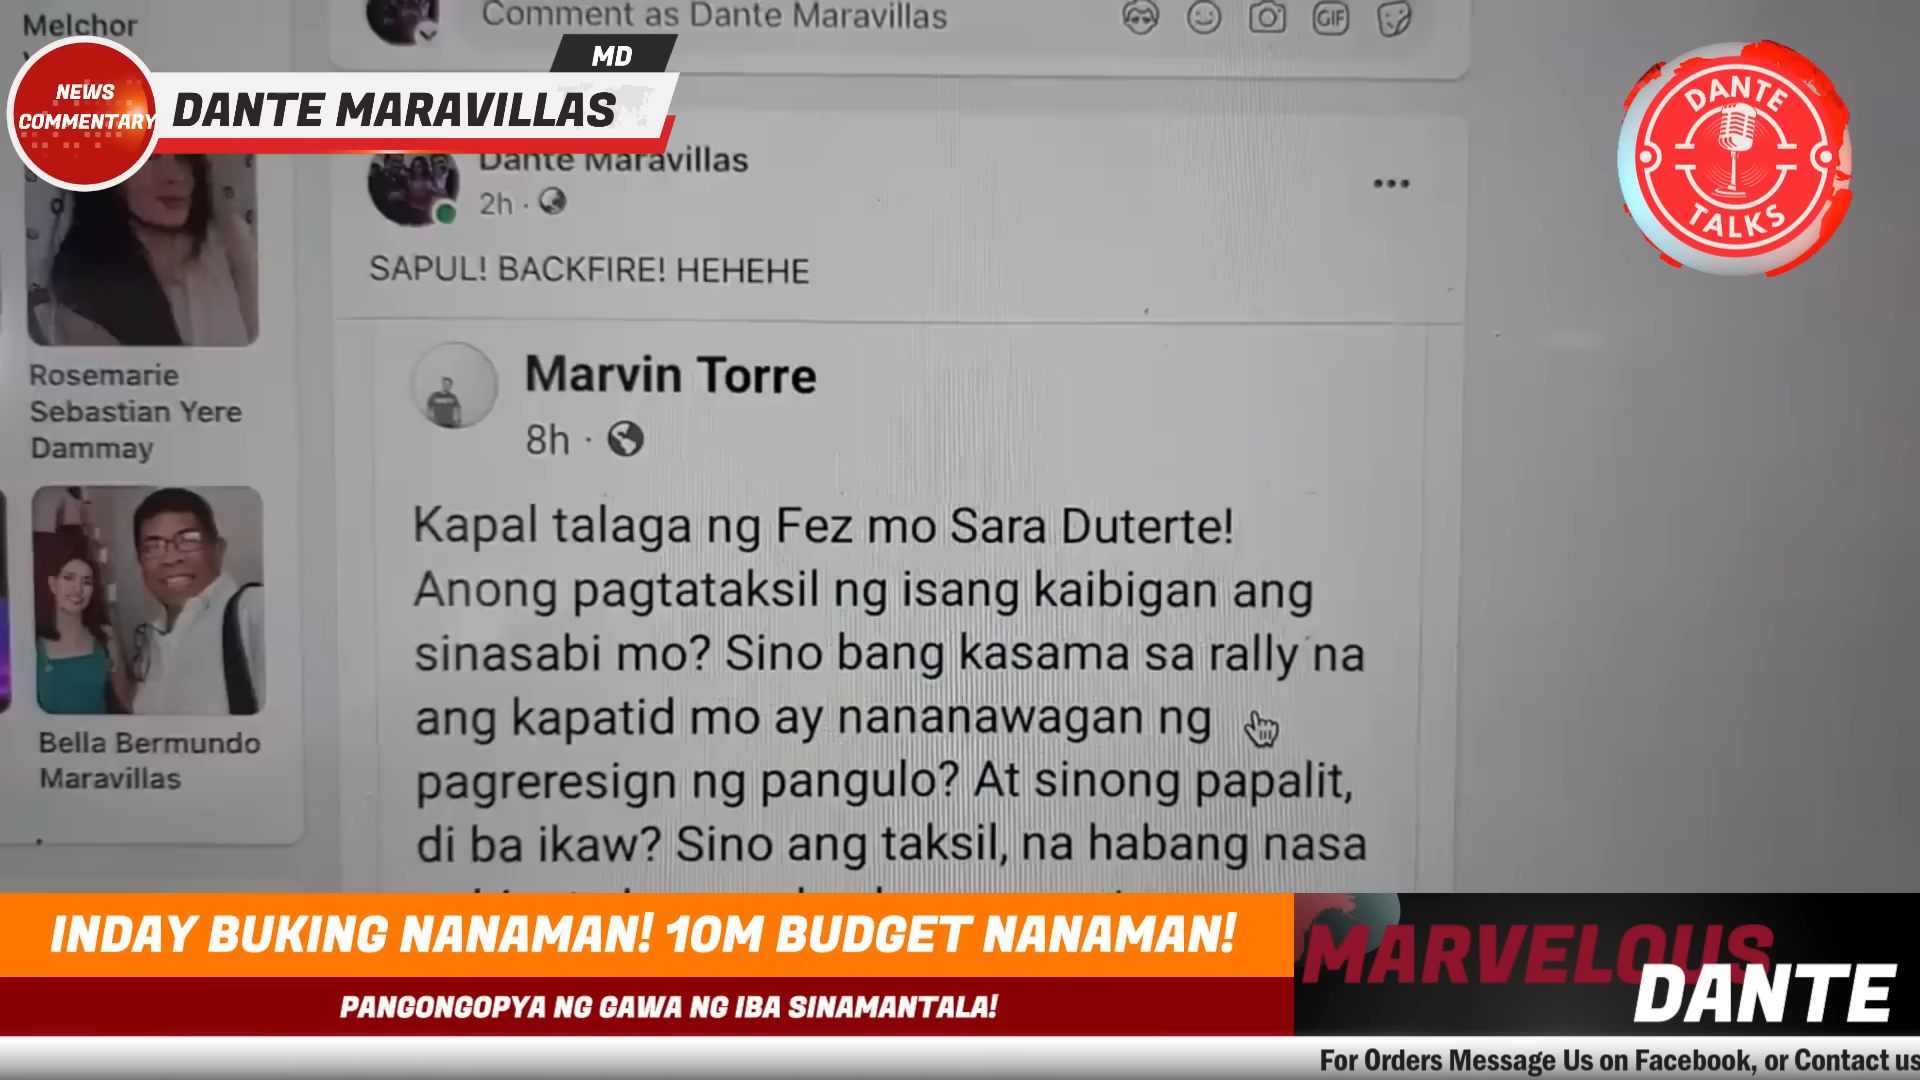 Melchor
Comment as Dante Maravillas
GIF
MD
NEWS
COMMENTARY
DANTE MARAVILLAS
DANTE
TALKS
Dante Maravillas
2h ·
SAPUL! BACKFIRE! HEHEHE
Marvin Torre
8h ·
Kapal talaga ng Fez mo Sara Duterte!
Anong pagtataksil ng isang kaibigan ang
sinasabi mo? Sino bang kasama sa rally na
ang kapatid mo ay nananawagan ng
pagreresign ng pangulo? At sinong papalit,
di ba ikaw? Sino ang taksil, na habang nasa
Rosemarie
Sebastian Yere
Dammay
Bella Bermundo
Maravillas
INDAY BUKING NANAMAN! 10M BUDGET NANAMAN!
PANGONGOPYA NG GAWA NG IBA SINAMANTALA!
MARVELOUS
DANTE
For Orders Message Us on Facebook, or Contact us